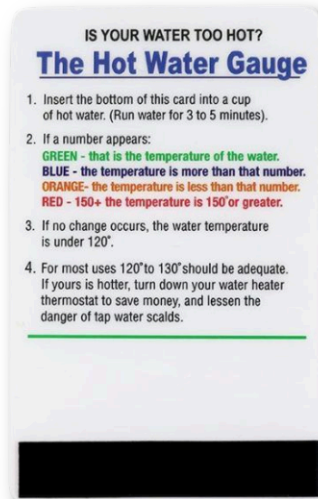 IS YOUR WATER TOO HOT?
The Hot Water Gauge
1. Insert the bottom of this card into a cup
of hot water. (Run water for 3 to 5 minutes).
2. If a number appears:
GREEN - that is the temperature of the water.
BLUE - the temperature is more than that number.
ORANGE- the temperature is less than that number.
RED - 150+ the temperature is 150° or greater.
3. If no change occurs, the water temperature
is under 120°.
4. For most uses 120° to 130° should be adequate.
If yours is hotter, turn down your water heater
thermostat to save money, and lessen the
danger of tap water scalds.